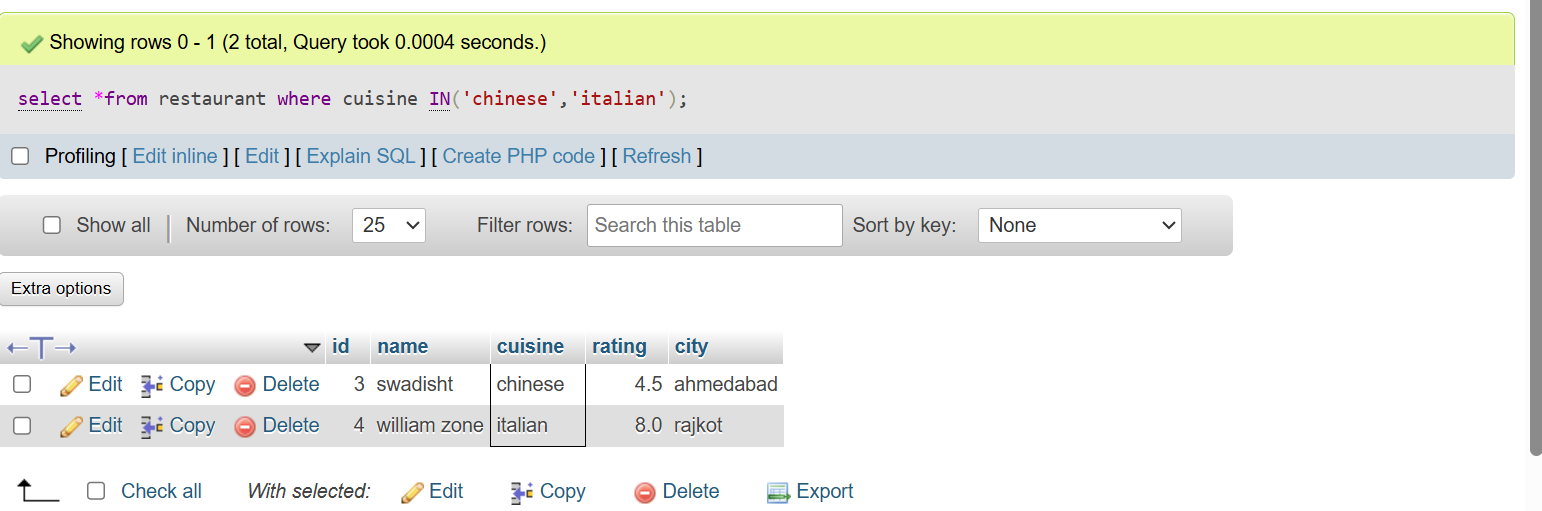 Showing rows 0 - 1 (2 total, Query took 0.0004 seconds.)
select *from restaurant where cuisine IN('chinese','italian');
Profiling [ Edit inline ] [ Edit ] [ Explain SQL ] [ Create PHP code ] [ Refresh ]
Show all Number of rows: 25 Filter rows: Search this table Sort by key: None
Extra options
id name cuisine rating city
Edit Copy Delete 3 swadisht chinese 4.5 ahmedabad
Edit Copy Delete 4 william zone italian 8.0 rajkot
Check all With selected: Edit Copy Delete Export